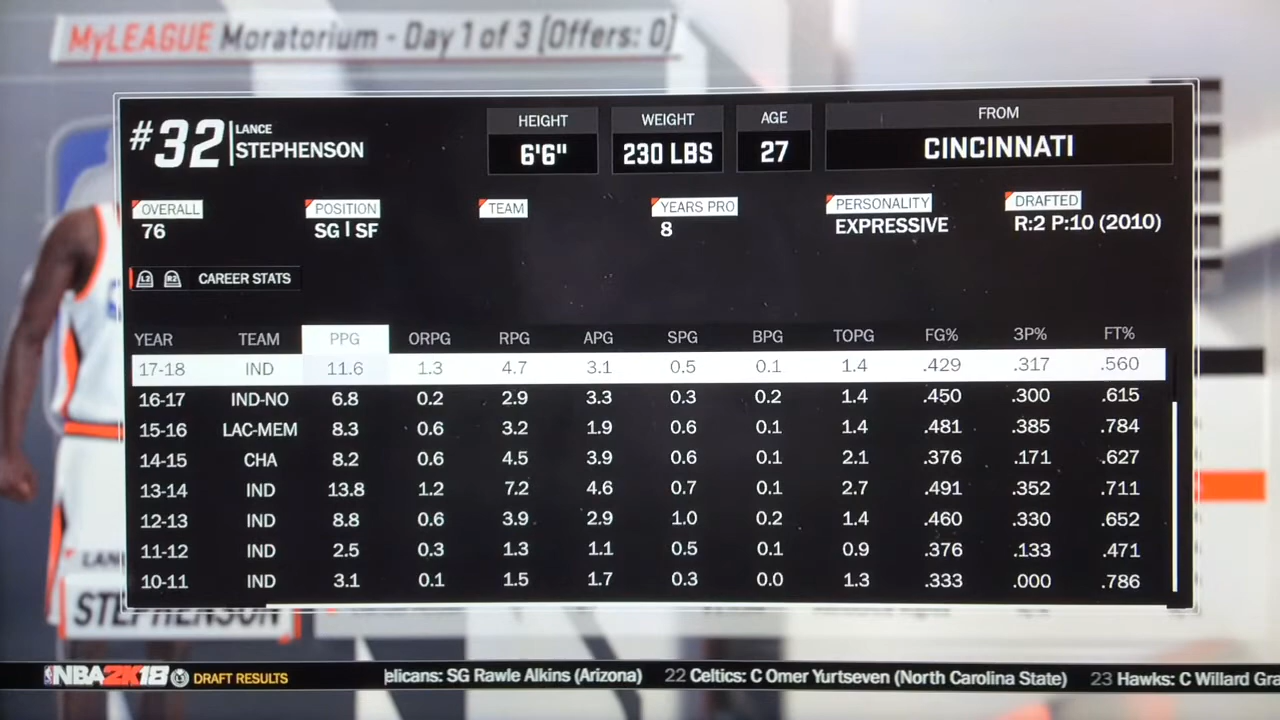 MyLEAGUE Moratorium - Day 1 of 3 (Offers: 0)
#32 LANCE STEPHENSON
HEIGHT WEIGHT AGE FROM
6'6" 230 LBS 27 CINCINNATI
OVERALL POSITION TEAM YEARS PRO PERSONALITY DRAFTED
76 SG | SF 8 EXPRESSIVE R:2 P:10 (2010)
L2 R2 CAREER STATS
YEAR TEAM PPG ORPG RPG APG SPG BPG TOPG FG% 3P% FT%
17-18 IND 11.6 1.3 4.7 3.1 0.5 0.1 1.4 .429 .317 .560
16-17 IND-NO 6.8 0.2 2.9 3.3 0.3 0.2 1.4 .450 .300 .615
15-16 LAC-MEM 8.3 0.6 3.2 1.9 0.6 0.1 1.4 .481 .385 .784
14-15 CHA 8.2 0.6 4.5 3.9 0.6 0.1 2.1 .376 .171 .627
13-14 IND 13.8 1.2 7.2 4.6 0.7 0.1 2.7 .491 .352 .711
12-13 IND 8.8 0.6 3.9 2.9 1.0 0.2 1.4 .460 .330 .652
11-12 IND 2.5 0.3 1.3 1.1 0.5 0.1 0.9 .376 .133 .471
10-11 IND 3.1 0.1 1.5 1.7 0.3 0.0 1.3 .333 .000 .786
LAN
STEPHENSON
NBA 2K18 DRAFT RESULTS elicans: SG Rawle Alkins (Arizona) 22 Celtics: C Omer Yurtseven (North Carolina State) 23 Hawks: C Willard Gra